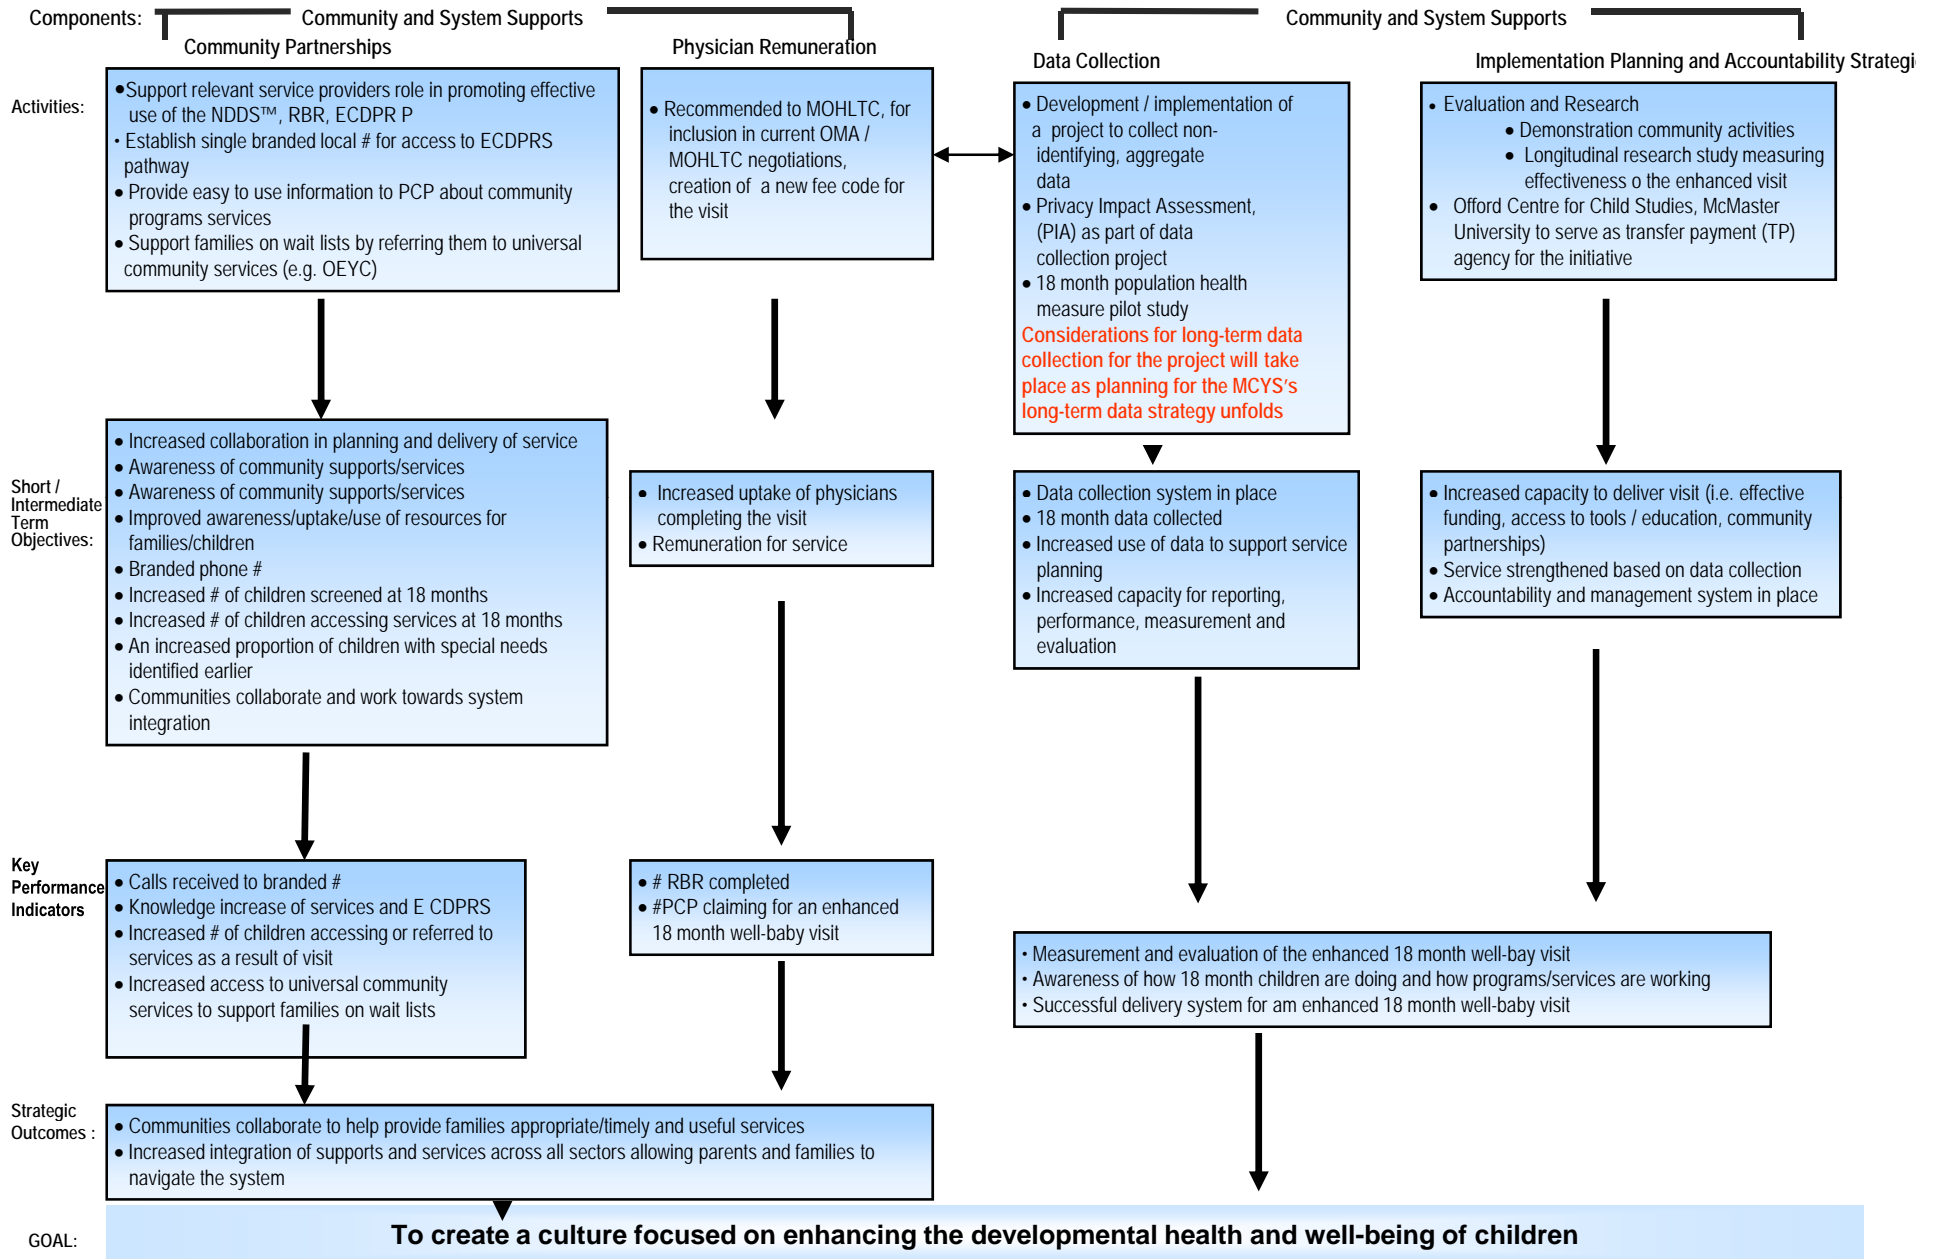 Components:
Community and System Supports
Community and System Supports
Community Partnerships
Physician Remuneration
Data Collection
Implementation Planning and Accountability Strategi
Activities:
•Support relevant service providers role in promoting effective
use of the NDDS™, RBR, ECDPR P
• Establish single branded local # for access to ECDPRS
pathway
• Provide easy to use information to PCP about community
programs services
• Support families on wait lists by referring them to universal
community services (e.g. OEYC)
• Recommended to MOHLTC, for
inclusion in current OMA /
MOHLTC negotiations,
creation of a new fee code for
the visit
• Development / implementation of
a project to collect non-
identifying, aggregate
data
• Privacy Impact Assessment,
(PIA) as part of data
collection project
• 18 month population health
measure pilot study
Considerations for long-term data
collection for the project will take
place as planning for the MCYS's
long-term data strategy unfolds
• Evaluation and Research
• Demonstration community activities
• Longitudinal research study measuring
effectiveness o the enhanced visit
• Offord Centre for Child Studies, McMaster
University to serve as transfer payment (TP)
agency for the initiative
Short /
Intermediate
Term
Objectives:
• Increased collaboration in planning and delivery of service
• Awareness of community supports/services
• Awareness of community supports/services
• Improved awareness/uptake/use of resources for
families/children
• Branded phone #
• Increased # of children screened at 18 months
• Increased # of children accessing services at 18 months
• An increased proportion of children with special needs
identified earlier
• Communities collaborate and work towards system
integration
• Increased uptake of physicians
completing the visit
• Remuneration for service
• Data collection system in place
• 18 month data collected
• Increased use of data to support service
planning
• Increased capacity for reporting,
performance, measurement and
evaluation
• Increased capacity to deliver visit (i.e. effective
funding, access to tools / education, community
partnerships)
• Service strengthened based on data collection
• Accountability and management system in place
Key
Performance
Indicators
• Calls received to branded #
• Knowledge increase of services and E CDPRS
• Increased # of children accessing or referred to
services as a result of visit
• Increased access to universal community
services to support families on wait lists
• # RBR completed
• #PCP claiming for an enhanced
18 month well-baby visit
• Measurement and evaluation of the enhanced 18 month well-bay visit
• Awareness of how 18 month children are doing and how programs/services are working
• Successful delivery system for am enhanced 18 month well-baby visit
Strategic
Outcomes :
• Communities collaborate to help provide families appropriate/timely and useful services
• Increased integration of supports and services across all sectors allowing parents and families to
navigate the system
GOAL:
To create a culture focused on enhancing the developmental health and well-being of children